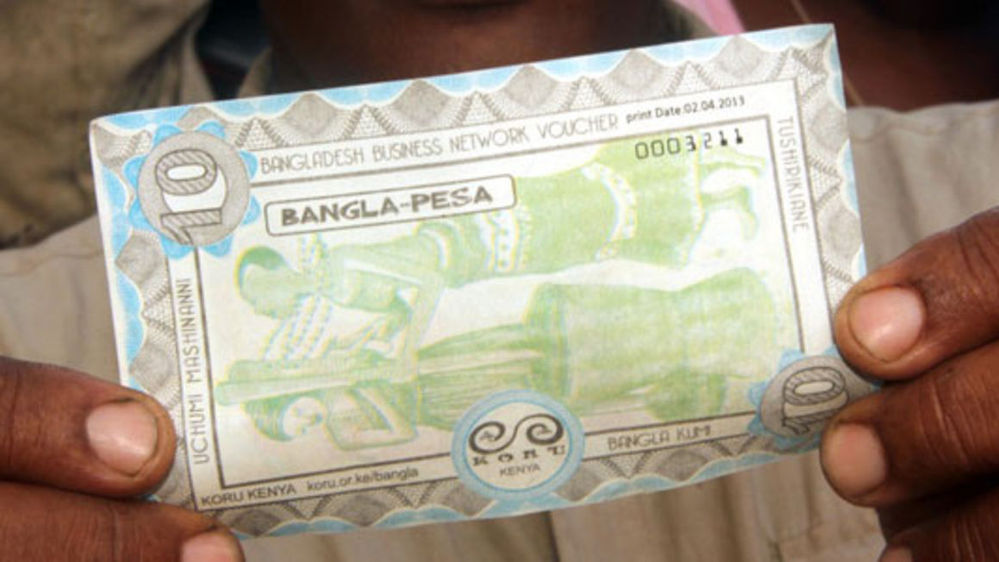 10
BANGLADESH BUSINESS NETWORK VOUCHER print Date 02.04.2013
0003211
BANGLA-PESA
TUSHIRIKIANE
UCHUMI MASHINANNI
10
KORU
KENYA
BANGLA KUMI
KORU KENYA koru.or.ke/bangla